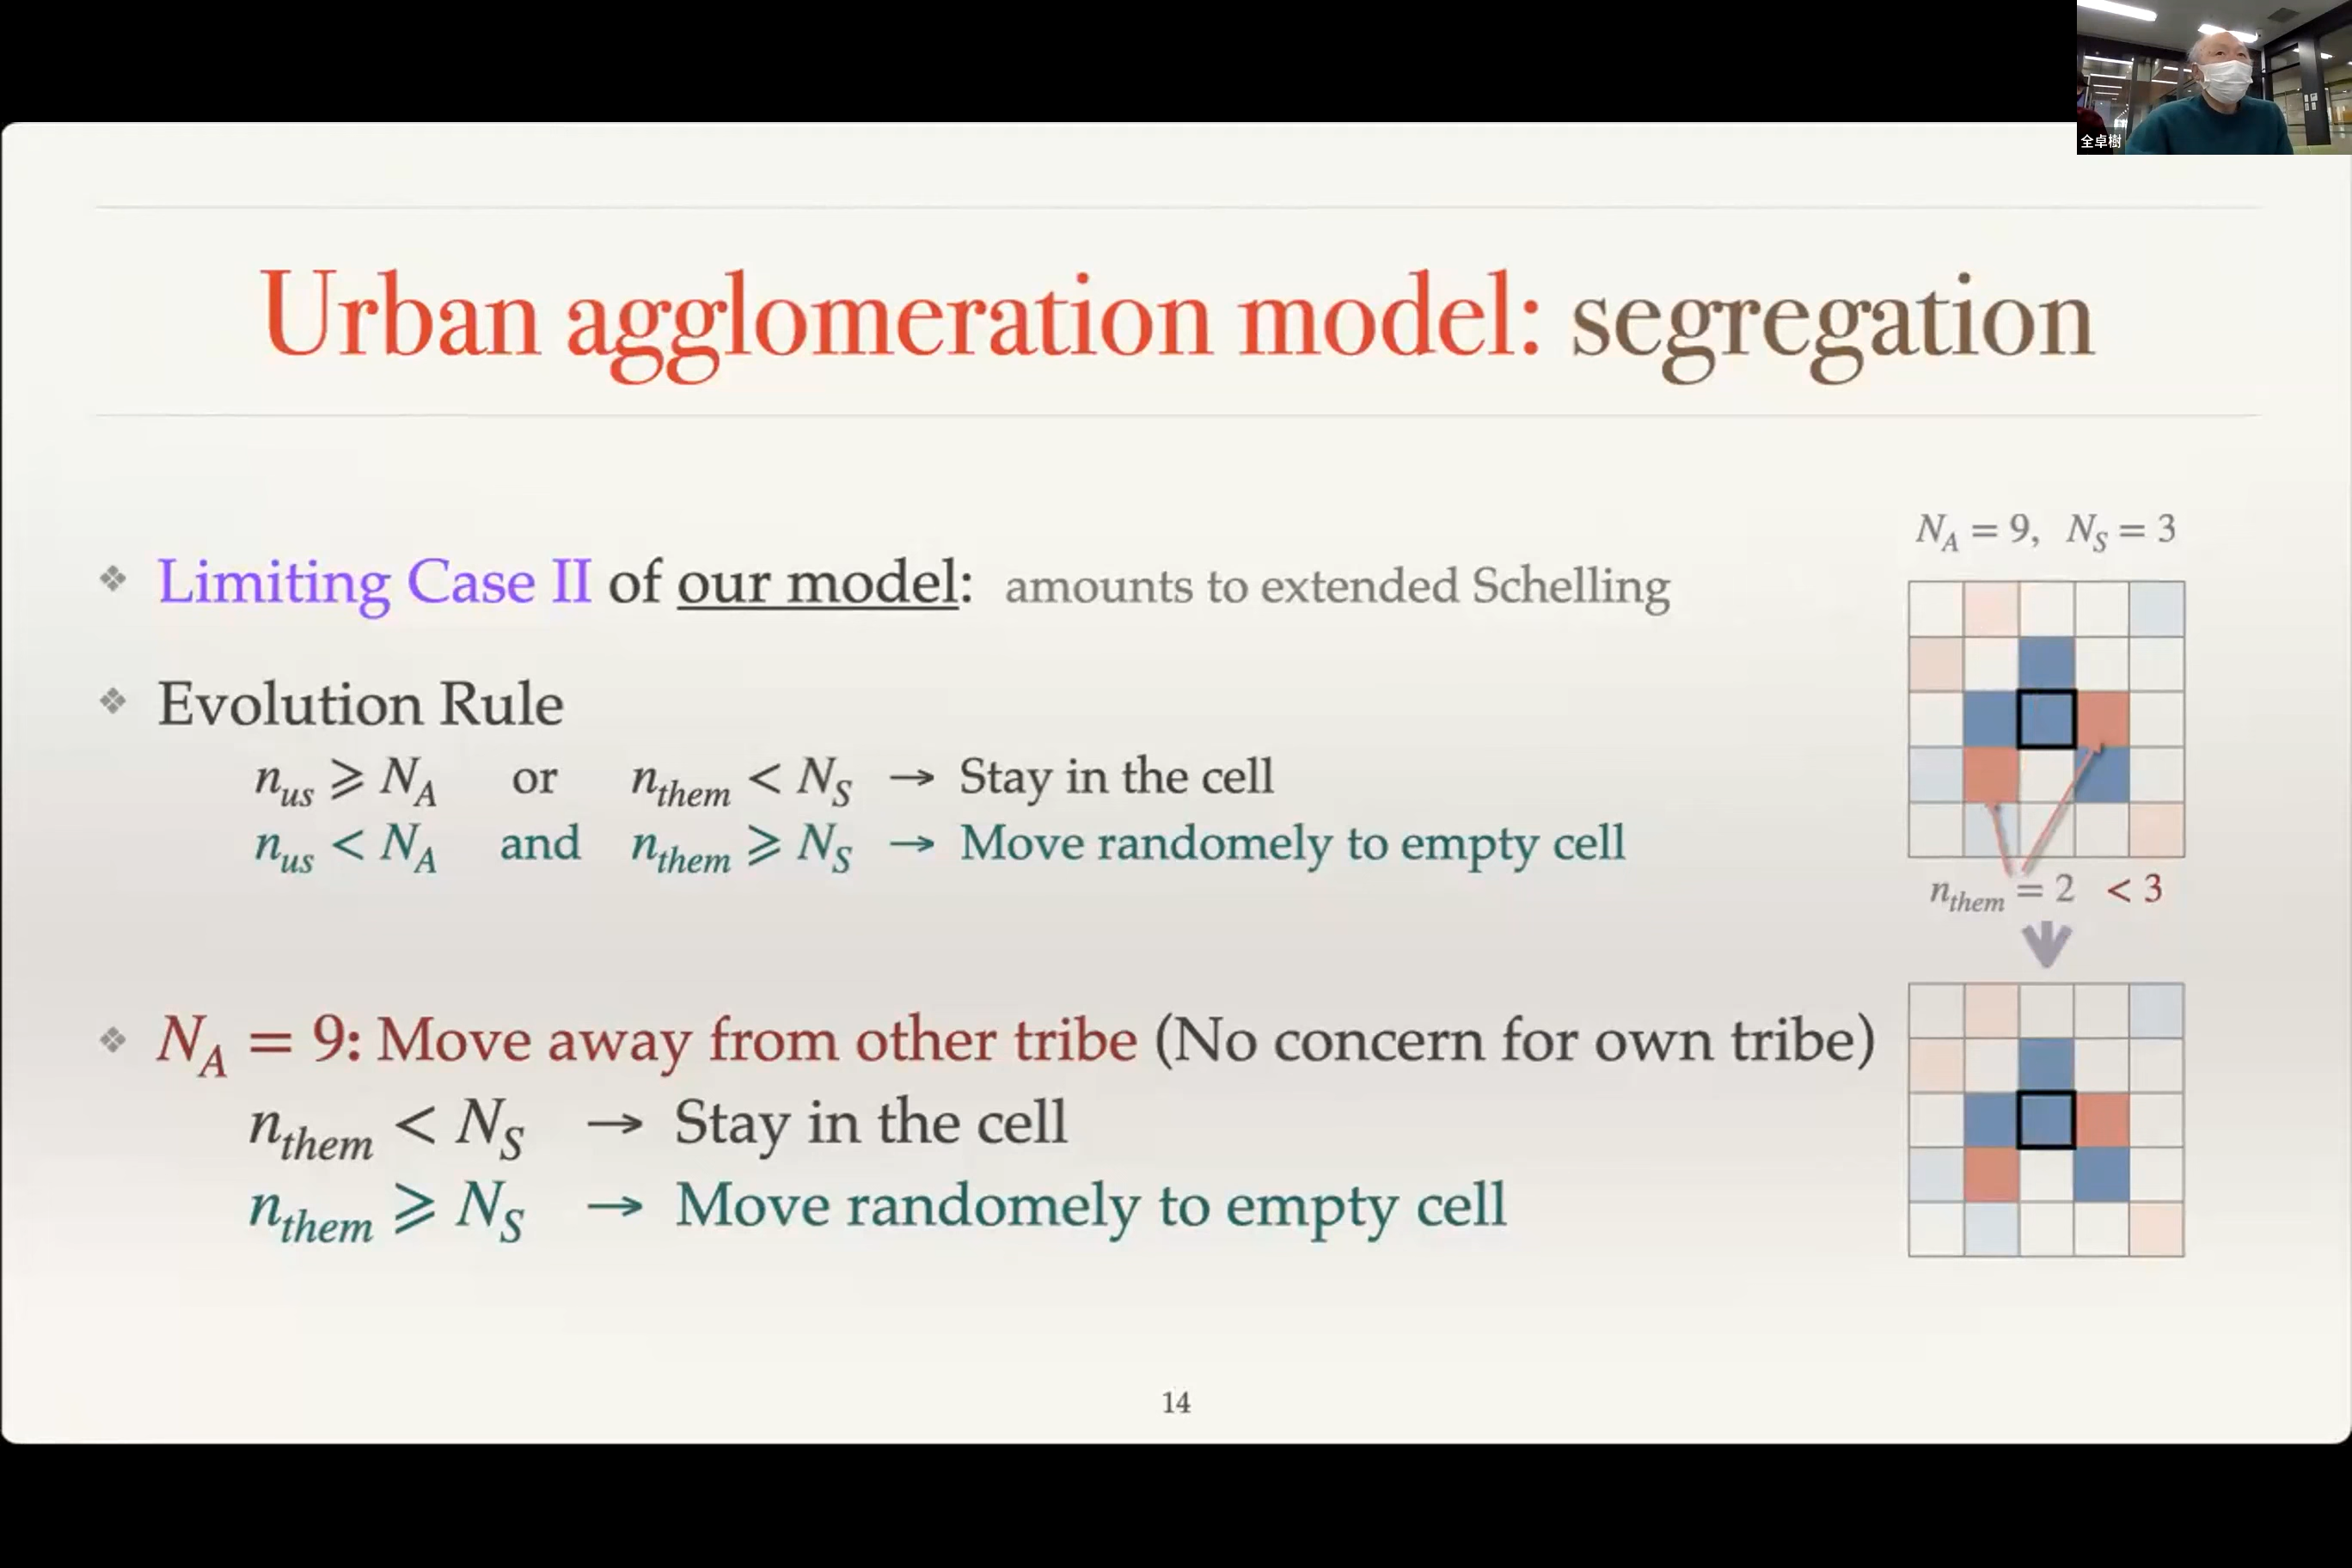 全卓樹
Urban agglomeration model: segregation
❖ Limiting Case II of our model: amounts to extended Schelling
❖ Evolution Rule
n_us ⩾ N_A or n_them < N_S → Stay in the cell
n_us < N_A and n_them ⩾ N_S → Move randomely to empty cell
❖ N_A = 9: Move away from other tribe (No concern for own tribe)
n_them < N_S → Stay in the cell
n_them ⩾ N_S → Move randomely to empty cell
N_A = 9, N_S = 3
n_them = 2 < 3
14